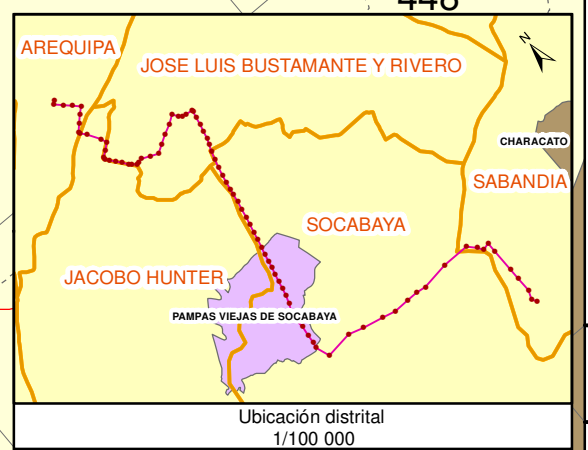 448
AREQUIPA
JOSE LUIS BUSTAMANTE Y RIVERO
N
CHARACATO
SABANDIA
SOCABAYA
JACOBO HUNTER
PAMPAS VIEJAS DE SOCABAYA
Ubicación distrital
1/100 000